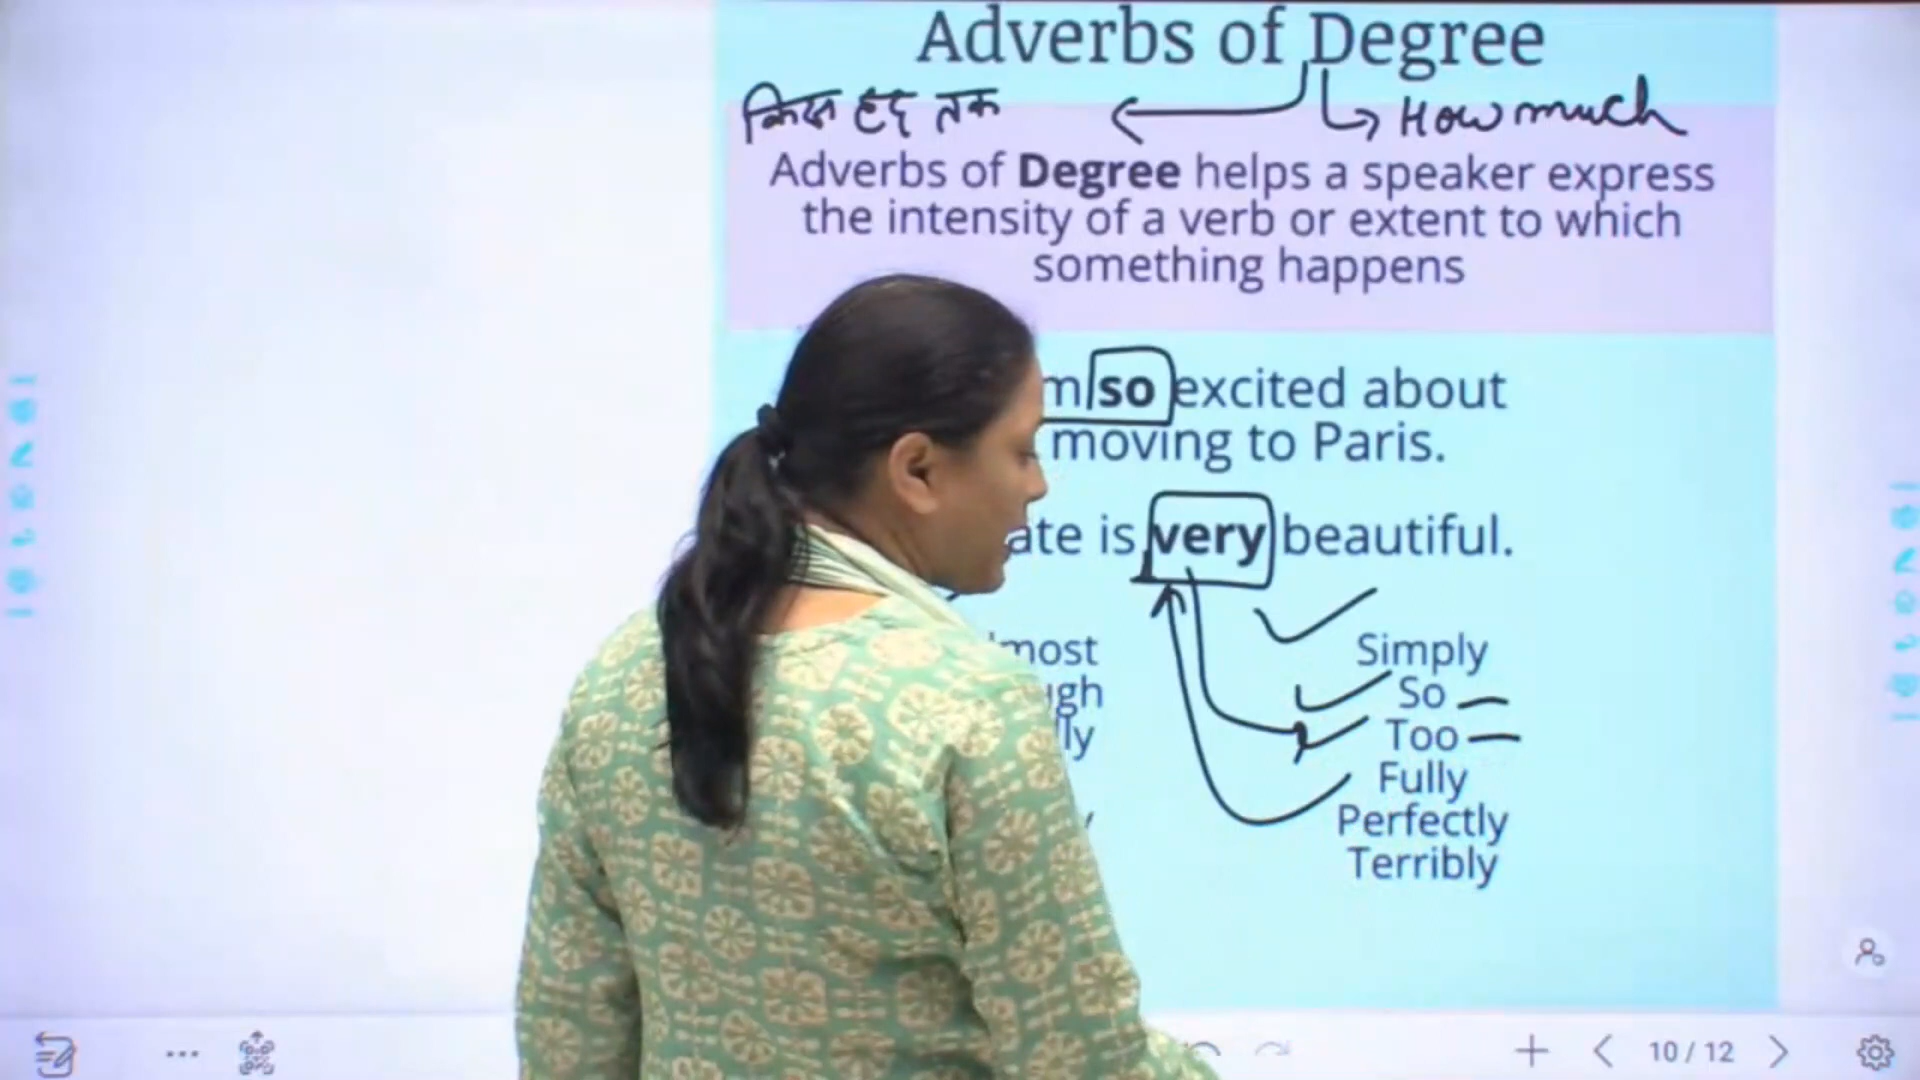 Adverbs of Degree
किस हद तक
How much
Adverbs of Degree helps a speaker express
the intensity of a verb or extent to which
something happens
so excited about
moving to Paris.
is very beautiful.
Simply
So
Too
Fully
Perfectly
Terribly
10 / 12